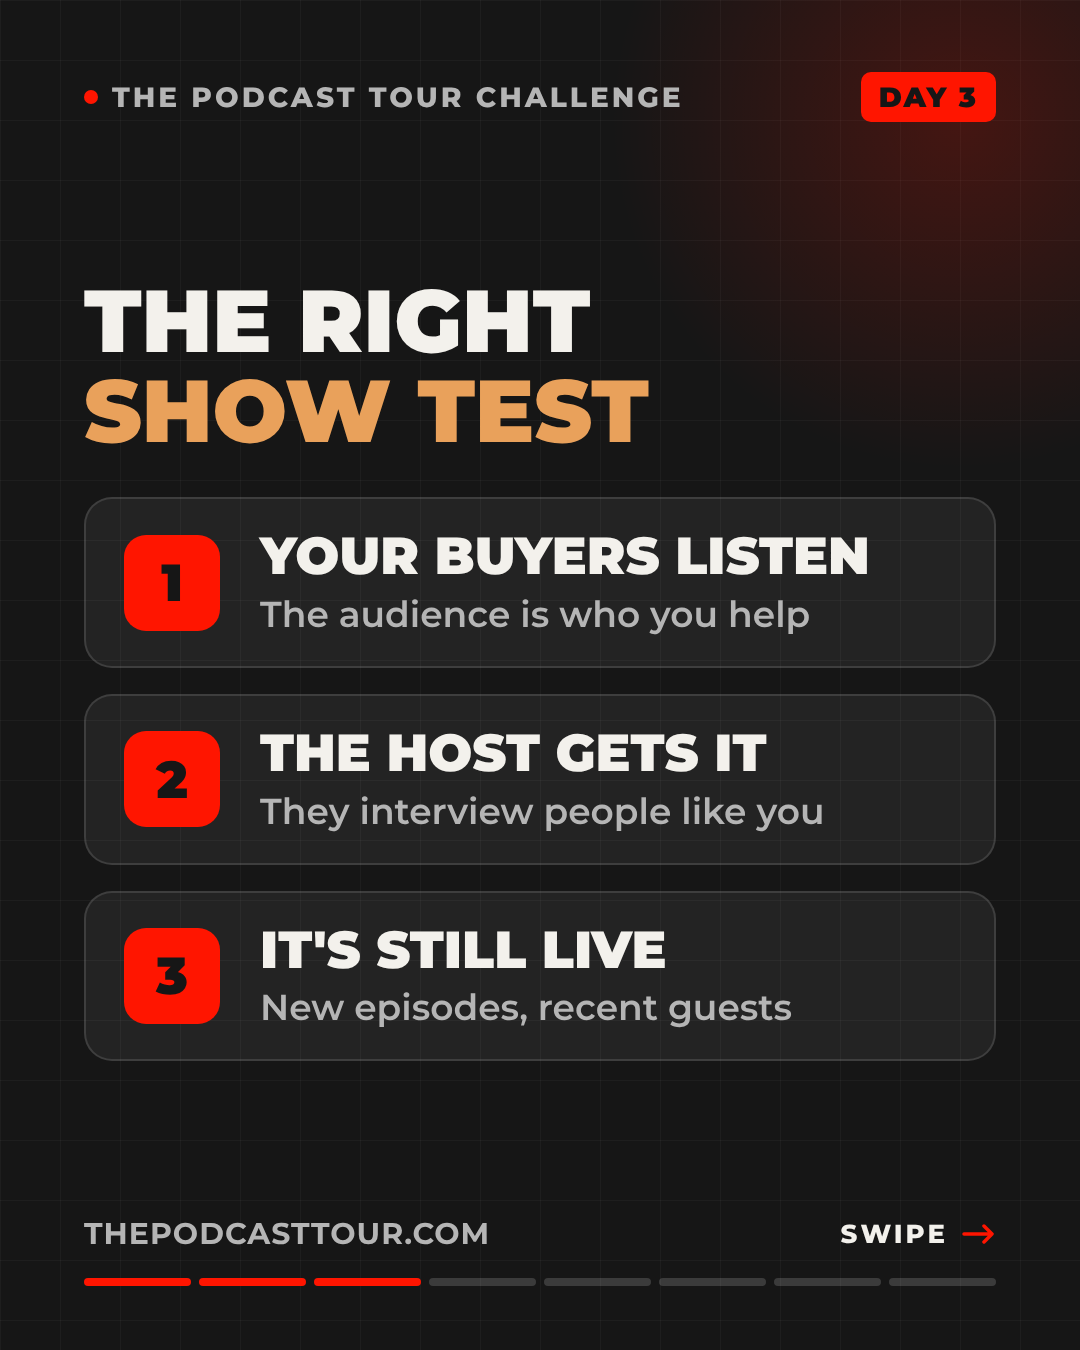 THE PODCAST TOUR CHALLENGE
DAY 3
THE RIGHT
SHOW TEST
1
YOUR BUYERS LISTEN
The audience is who you help
2
THE HOST GETS IT
They interview people like you
3
IT'S STILL LIVE
New episodes, recent guests
THEPODCASTTOUR.COM
SWIPE →